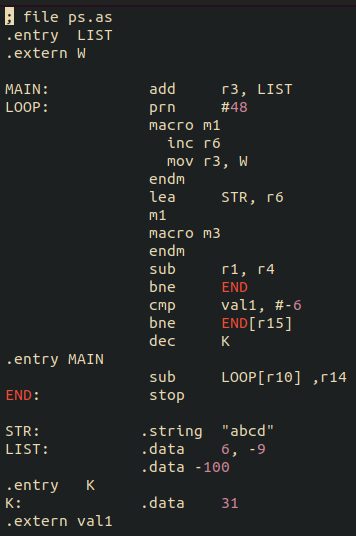 ; file ps.as
.entry LIST
.extern W
MAIN: add r3, LIST
LOOP: prn #48
macro m1
inc r6
mov r3, W
endm
lea STR, r6
m1
macro m3
endm
sub r1, r4
bne END
cmp val1, #-6
bne END[r15]
dec K
.entry MAIN
sub LOOP[r10] ,r14
END: stop
STR: .string "abcd"
LIST: .data 6, -9
.data -100
.entry K
K: .data 31
.extern val1